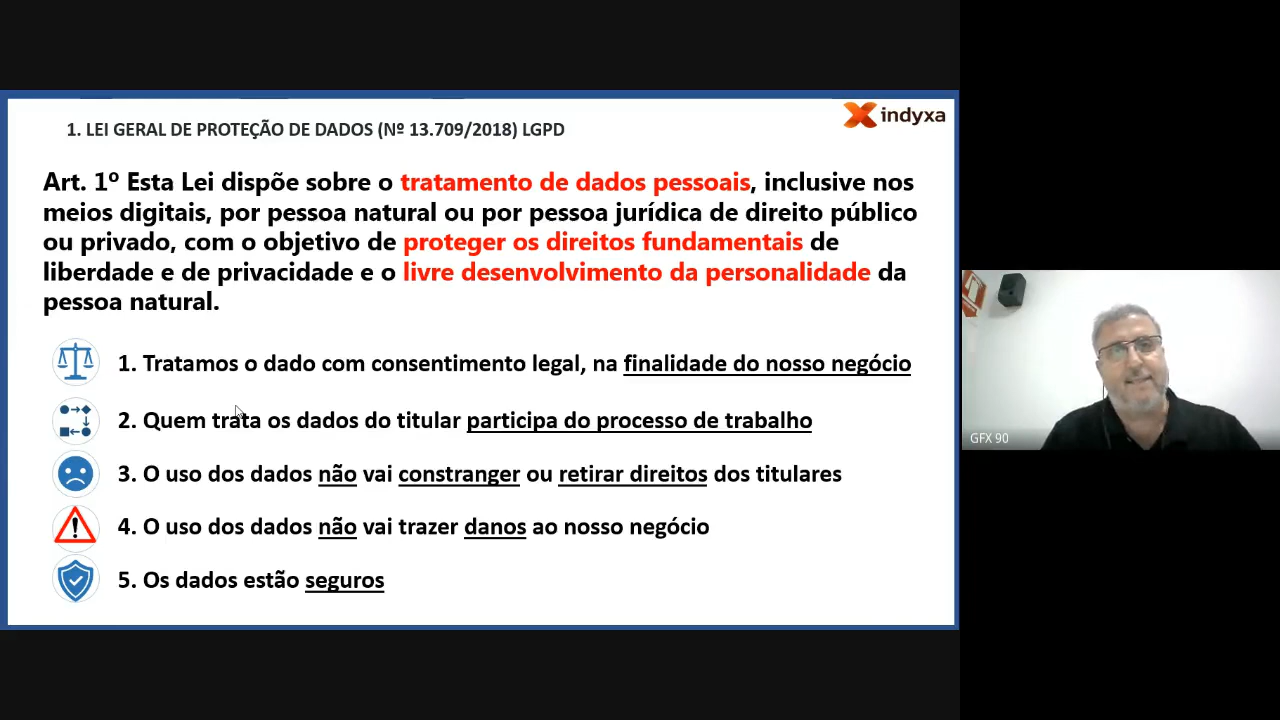 1. LEI GERAL DE PROTEÇÃO DE DADOS (Nº 13.709/2018) LGPD
indyxa
Art. 1º Esta Lei dispõe sobre o tratamento de dados pessoais, inclusive nos
meios digitais, por pessoa natural ou por pessoa jurídica de direito público
ou privado, com o objetivo de proteger os direitos fundamentais de
liberdade e de privacidade e o livre desenvolvimento da personalidade da
pessoa natural.
1. Tratamos o dado com consentimento legal, na finalidade do nosso negócio
2. Quem trata os dados do titular participa do processo de trabalho
3. O uso dos dados não vai constranger ou retirar direitos dos titulares
4. O uso dos dados não vai trazer danos ao nosso negócio
5. Os dados estão seguros
GFX 90